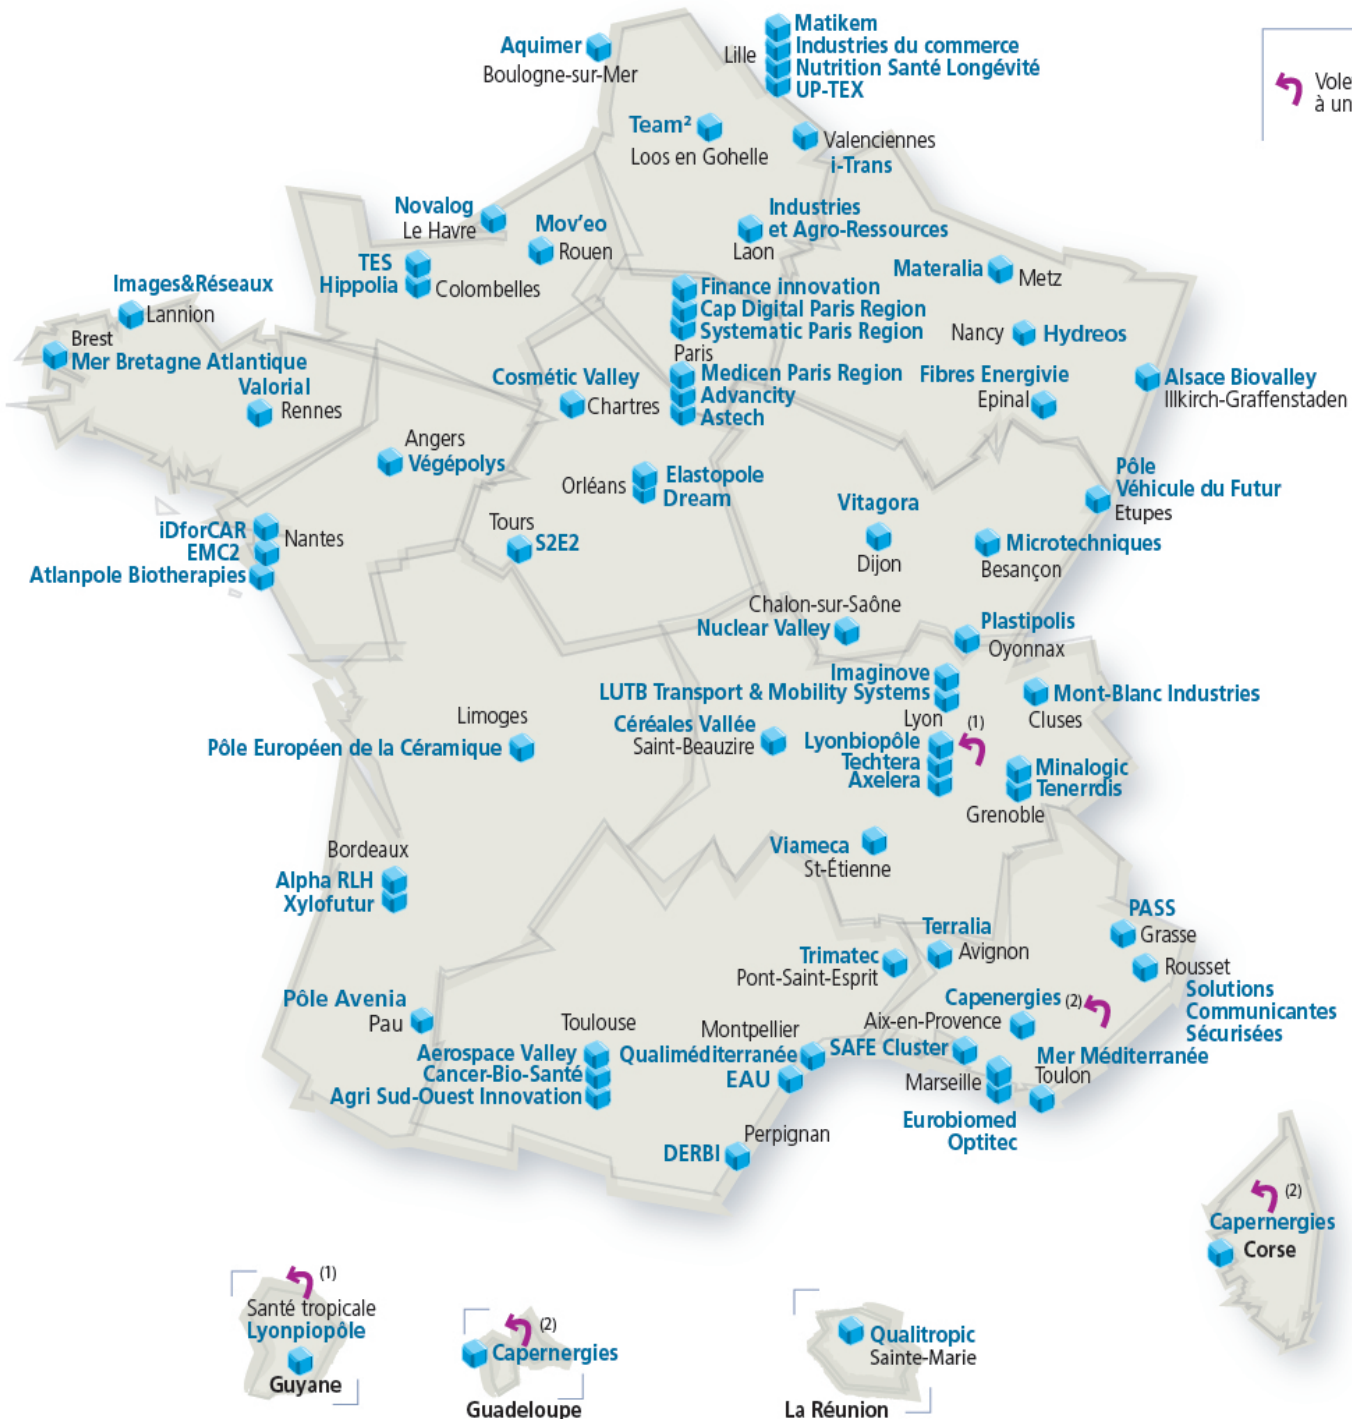 Matikem
Industries du commerce
Nutrition Santé Longévité
UP-TEX
Lille
Aquimer
Boulogne-sur-Mer
Vole
à un
Team²
Loos en Gohelle
Valenciennes
i-Trans
Novalog
Le Havre
Mov'eo
Rouen
Industries
et Agro-Ressources
Laon
TES
Hippolia
Colombelles
Materalia
Metz
Images&Réseaux
Lannion
Finance innovation
Cap Digital Paris Region
Systematic Paris Region
Paris
Medicen Paris Region
Advancity
Astech
Nancy
Hydreos
Brest
Mer Bretagne Atlantique
Valorial
Rennes
Cosmétic Valley
Chartres
Fibres Energivie
Epinal
Alsace Biovalley
Illkirch-Graffenstaden
Angers
Végépolys
Orléans
Elastopole
Dream
Pôle
Véhicule du Futur
Etupes
Vitagora
Dijon
iDforCAR
EMC2
Atlanpole Biotherapies
Nantes
Tours
S2E2
Microtechniques
Besançon
Chalon-sur-Saône
Nuclear Valley
Plastipolis
Oyonnax
Imaginove
LUTB Transport & Mobility Systems
Lyon
(1)
Lyonbiopôle
Techtera
Axelera
Mont-Blanc Industries
Cluses
Limoges
Pôle Européen de la Céramique
Céréales Vallée
Saint-Beauzire
Minalogic
Tenerrdis
Grenoble
Viameca
St-Étienne
Bordeaux
Alpha RLH
Xylofutur
PASS
Grasse
Terralia
Avignon
Trimatec
Pont-Saint-Esprit
Rousset
Solutions
Communicantes
Sécurisées
Pôle Avenia
Pau
Capenergies (2)
Aix-en-Provence
Toulouse
Aerospace Valley
Cancer-Bio-Santé
Agri Sud-Ouest Innovation
Montpellier
Qualiméditerranée
EAU
SAFE Cluster
Mer Méditerranée
Toulon
Marseille
Eurobiomed
Optitec
Perpignan
DERBI
(2)
Capernergies
Corse
(1)
Santé tropicale
Lyonpiopôle
Guyane
(2)
Capernergies
Guadeloupe
Qualitropic
Sainte-Marie
La Réunion